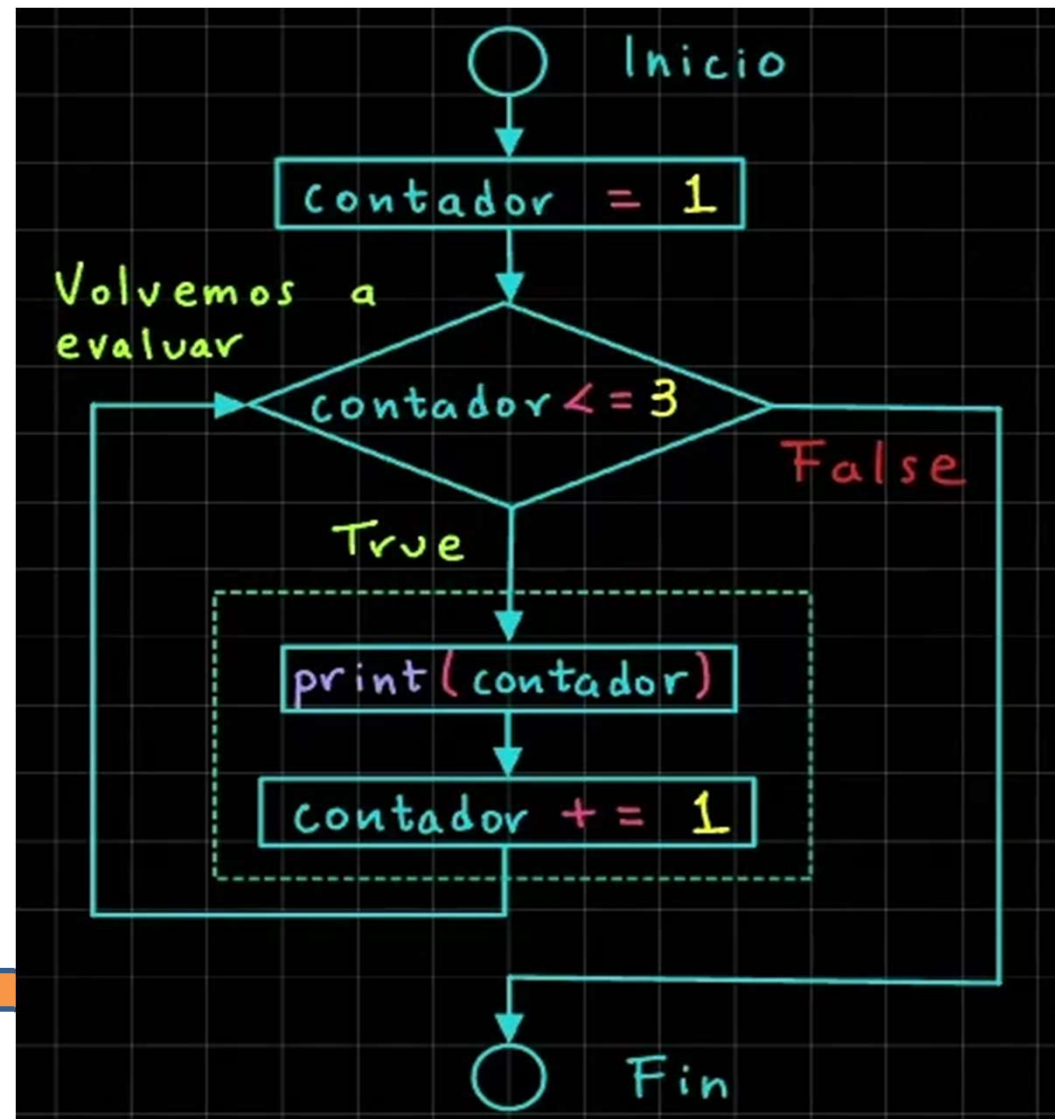 Inicio
contador = 1
Volvemos a
evaluar
contador <= 3
False
True
print(contador)
contador += 1
Fin